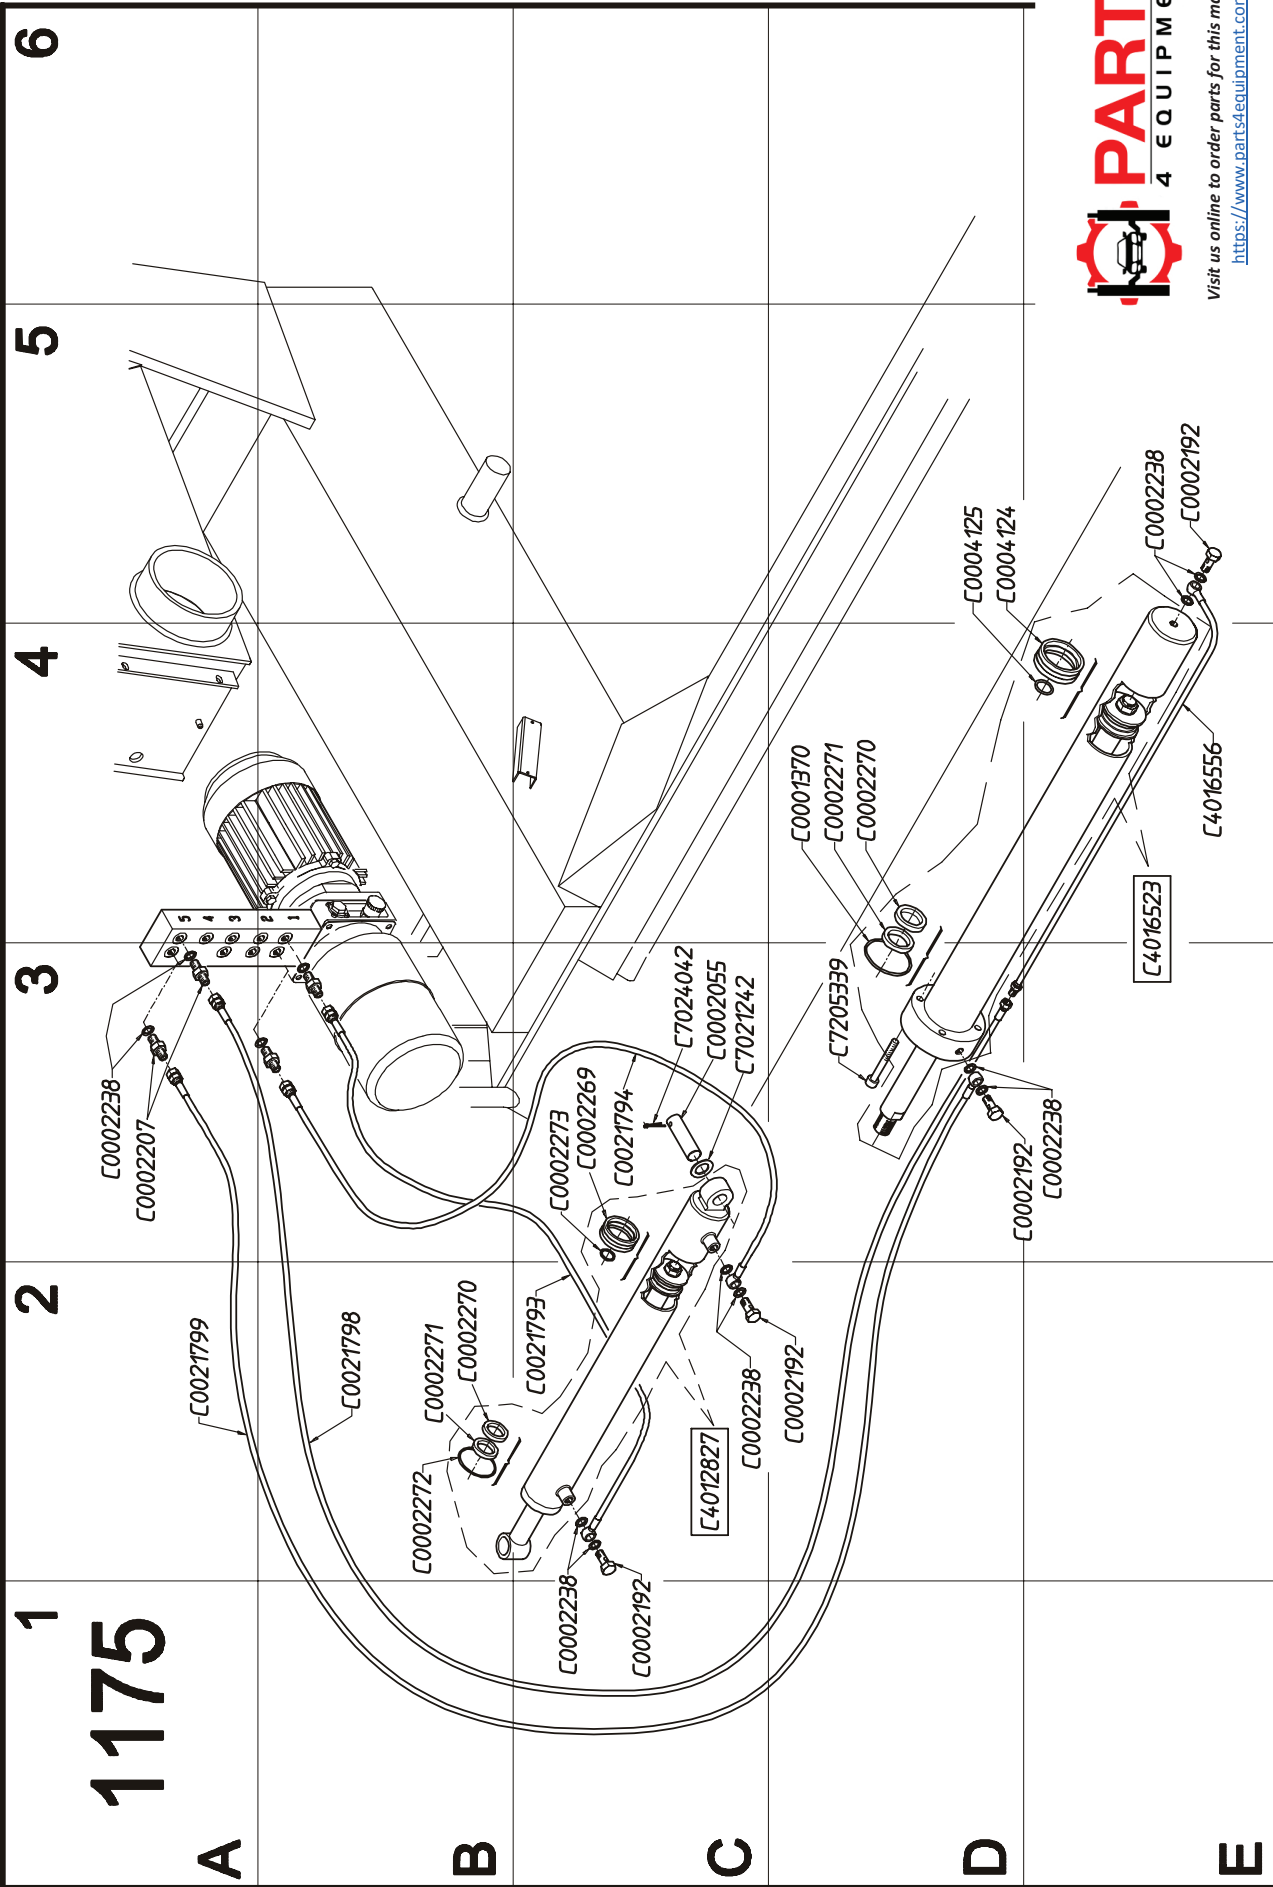 1175
1
2
3
4
5
6
A
B
C
D
E
C0002238
C0002207
C0021799
C0021798
5
4
3
2
1
C0002272
C0002271
C0002270
C0021793
C0002273
C0002269
C0021794
C7024042
C0002055
C7021242
C0002238
C0002192
C4012827
C0002238
C0002192
C7205339
C0001370
C0002271
C0002270
C0004125
C0004124
C0002238
C0002192
C4016556
C4016523
C0002192
C0002238
PART
4 EQUIPME
Visit us online to order parts for this mo
https://www.parts4equipment.co